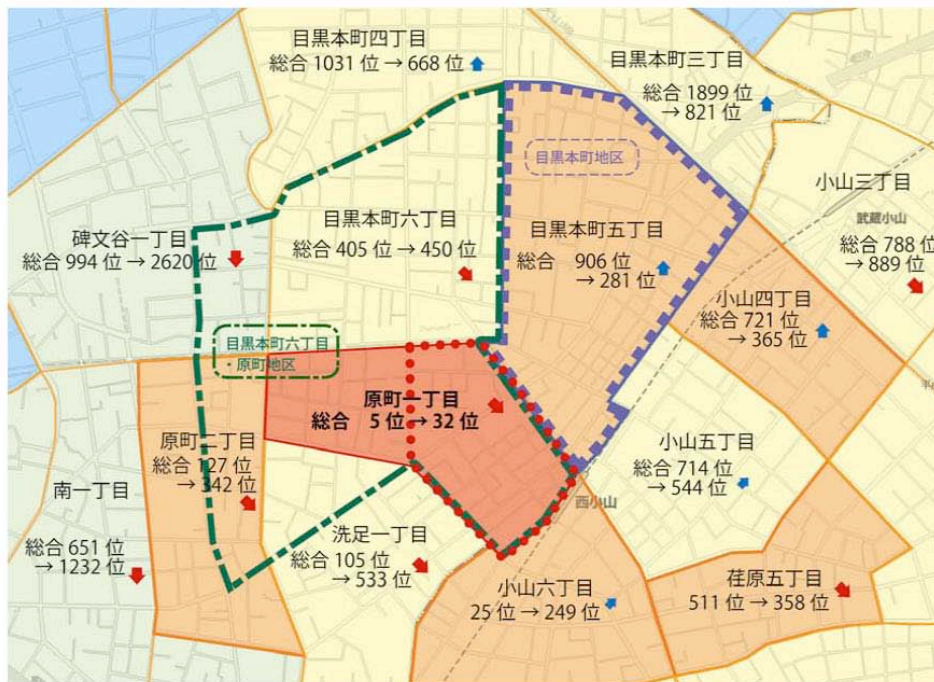 目黒本町四丁目
総合 1031 位 → 668 位
目黒本町三丁目
総合 1899 位
→ 821 位
目黒本町地区
小山三丁目
武蔵小山
総合 788 位
→ 889 位
碑文谷一丁目
総合 994 位 → 2620 位
目黒本町六丁目
総合 405 位 → 450 位
目黒本町五丁目
総合 906 位
→ 281 位
小山四丁目
総合 721 位
→ 365 位
目黒本町六丁目
・原町地区
原町一丁目
総合 5 位 → 32 位
原町二丁目
総合 127 位
→ 342 位
小山五丁目
総合 714 位
→ 544 位
西小山
南一丁目
総合 651 位
→ 1232 位
洗足一丁目
総合 105 位
→ 533 位
小山六丁目
25 位 → 249 位
荏原五丁目
511 位 → 358 位